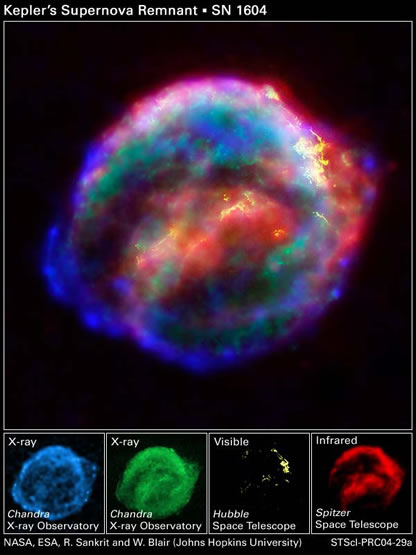 Kepler's Supernova Remnant ▪ SN 1604
X-ray
Chandra
X-ray Observatory
X-ray
Chandra
X-ray Observatory
Visible
Hubble
Space Telescope
Infrared
Spitzer
Space Telescope
NASA, ESA, R. Sankrit and W. Blair (Johns Hopkins University)
STScI-PRC04-29a